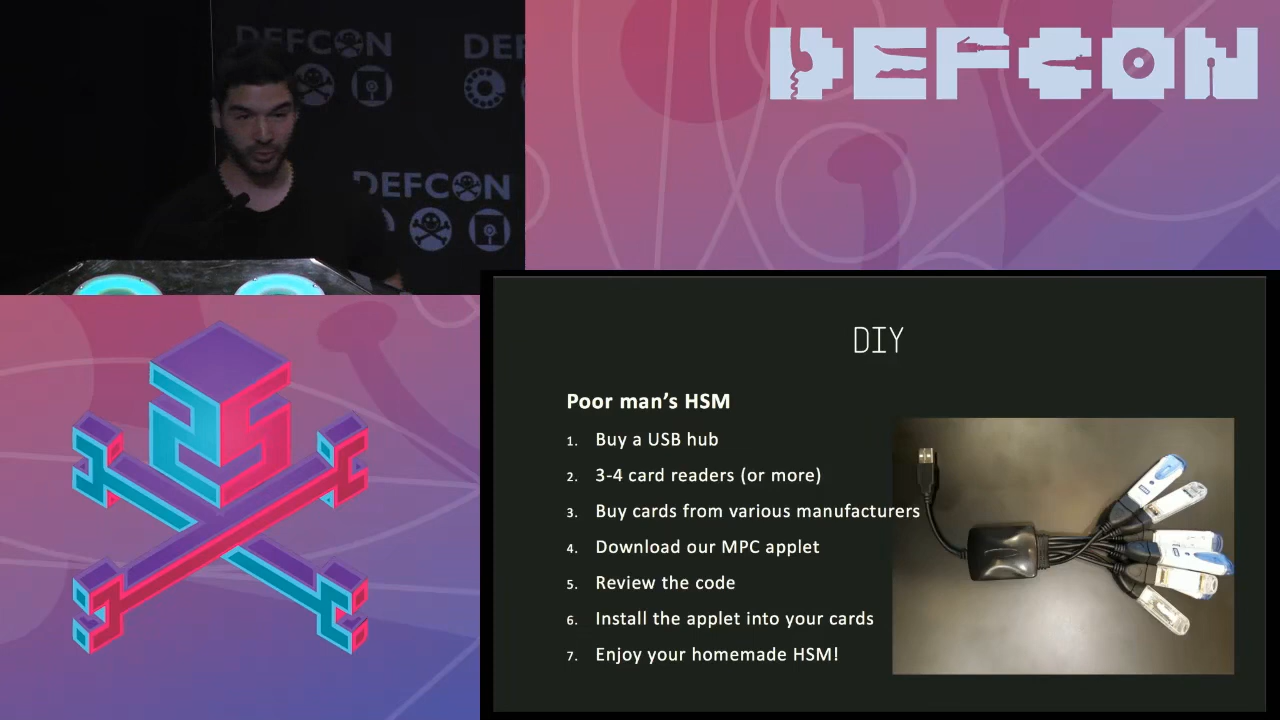 DEFCON
DEF
DEFCON
DEFCON
DIY
Poor man's HSM
1. Buy a USB hub
2. 3-4 card readers (or more)
3. Buy cards from various manufacturers
4. Download our MPC applet
5. Review the code
6. Install the applet into your cards
7. Enjoy your homemade HSM!